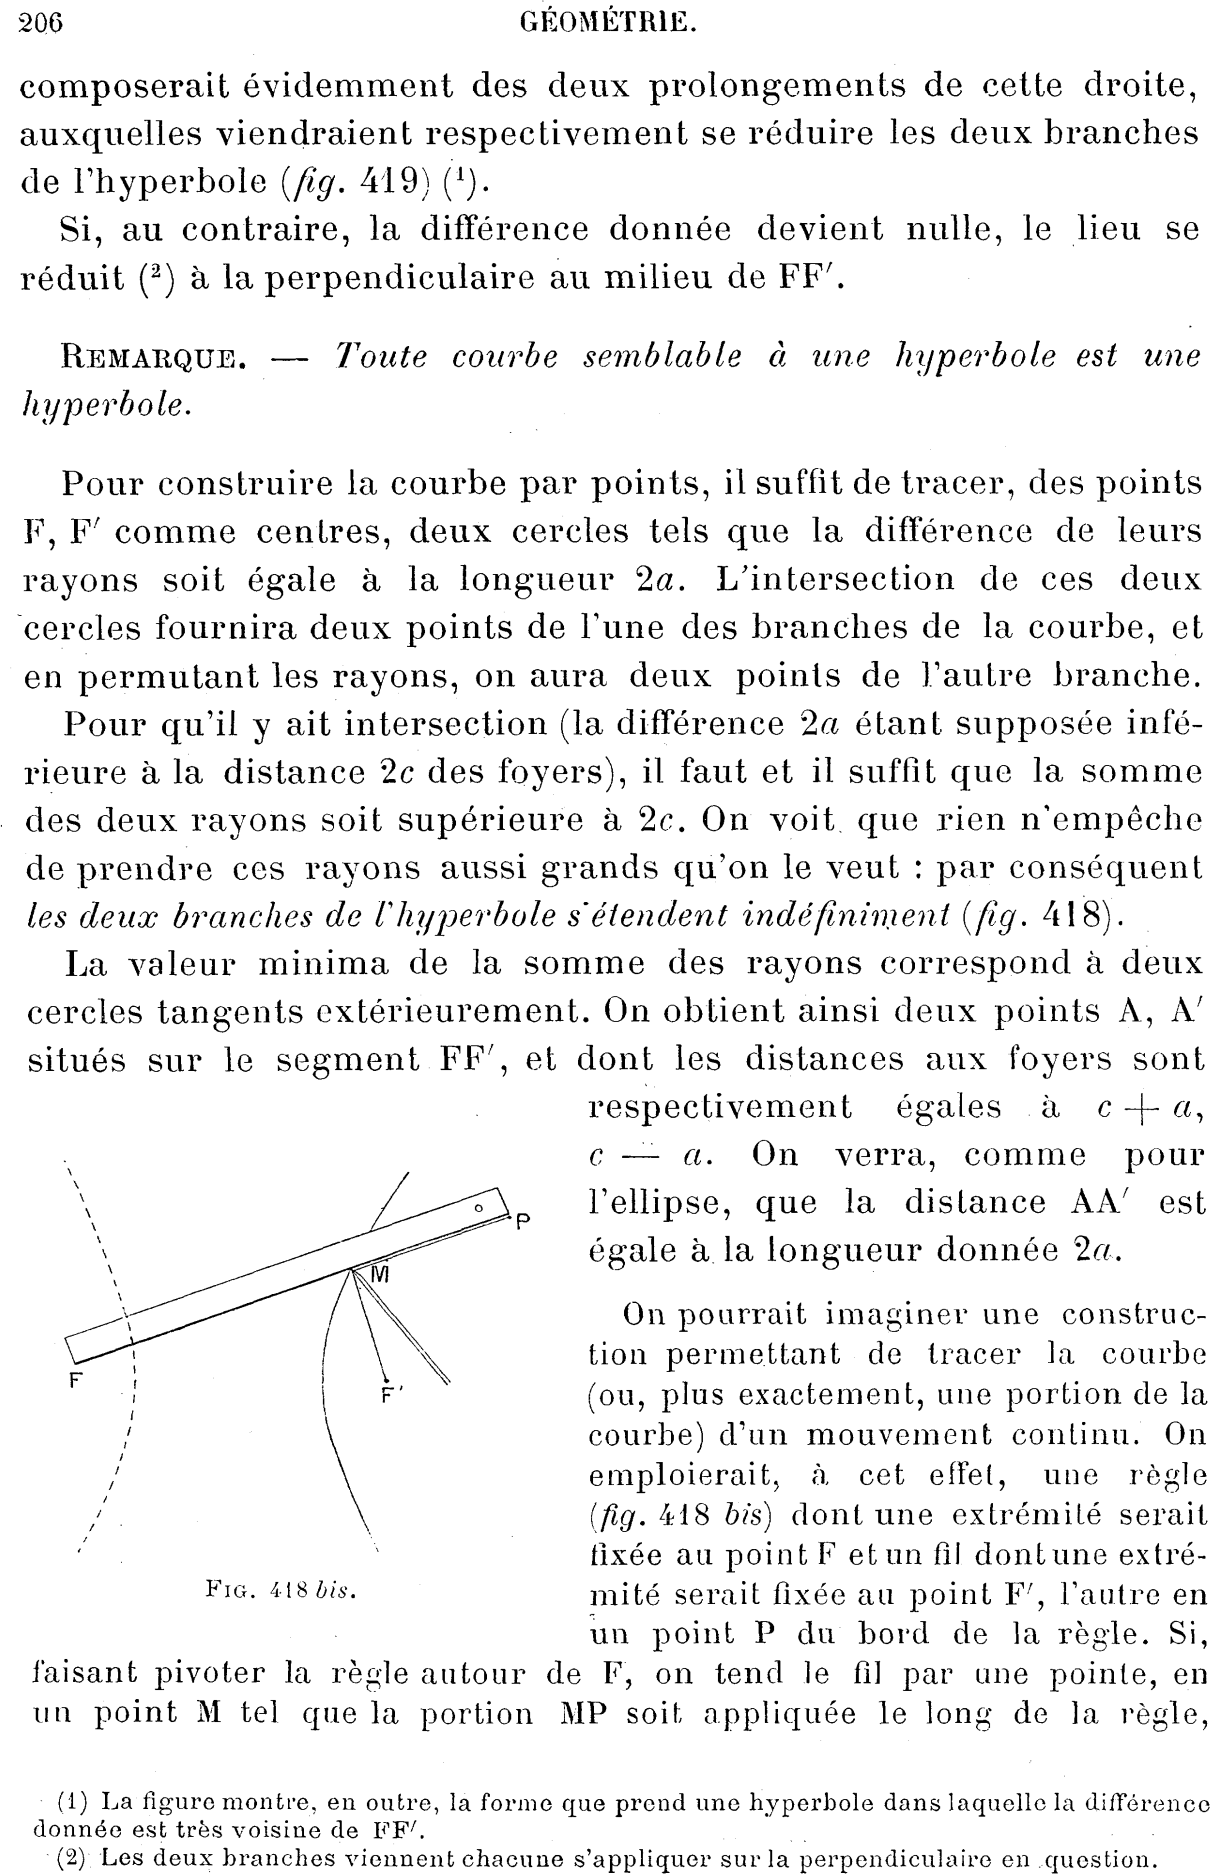 206
GÉOMÉTRIE.
composerait évidemment des deux prolongements de cette droite,
auxquelles viendraient respectivement se réduire les deux branches
de l'hyperbole (fig. 419) (¹).
Si, au contraire, la différence donnée devient nulle, le lieu se
réduit (²) à la perpendiculaire au milieu de FF′.
REMARQUE. — Toute courbe semblable à une hyperbole est une
hyperbole.
Pour construire la courbe par points, il suffit de tracer, des points
F, F′ comme centres, deux cercles tels que la différence de leurs
rayons soit égale à la longueur 2a. L'intersection de ces deux
cercles fournira deux points de l'une des branches de la courbe, et
en permutant les rayons, on aura deux points de l'autre branche.
Pour qu'il y ait intersection (la différence 2a étant supposée infé-
rieure à la distance 2c des foyers), il faut et il suffit que la somme
des deux rayons soit supérieure à 2c. On voit que rien n'empêche
de prendre ces rayons aussi grands qu'on le veut : par conséquent
les deux branches de l'hyperbole s'étendent indéfiniment (fig. 418).
La valeur minima de la somme des rayons correspond à deux
cercles tangents extérieurement. On obtient ainsi deux points A, A′
situés sur le segment FF′, et dont les distances aux foyers sont
respectivement égales à c + a,
c — a. On verra, comme pour
l'ellipse, que la distance AA′ est
égale à la longueur donnée 2a.
P
M
F
F'
FIG. 418 bis.
On pourrait imaginer une construc-
tion permettant de tracer la courbe
(ou, plus exactement, une portion de la
courbe) d'un mouvement continu. On
emploierait, à cet effet, une règle
(fig. 418 bis) dont une extrémité serait
fixée au point F et un fil dont une extré-
mité serait fixée au point F′, l'autre en
un point P du bord de la règle. Si,
faisant pivoter la règle autour de F, on tend le fil par une pointe, en
un point M tel que la portion MP soit appliquée le long de la règle,
(1) La figure montre, en outre, la forme que prend une hyperbole dans laquelle la différence
donnée est très voisine de FF′.
(2) Les deux branches viennent chacune s'appliquer sur la perpendiculaire en question.